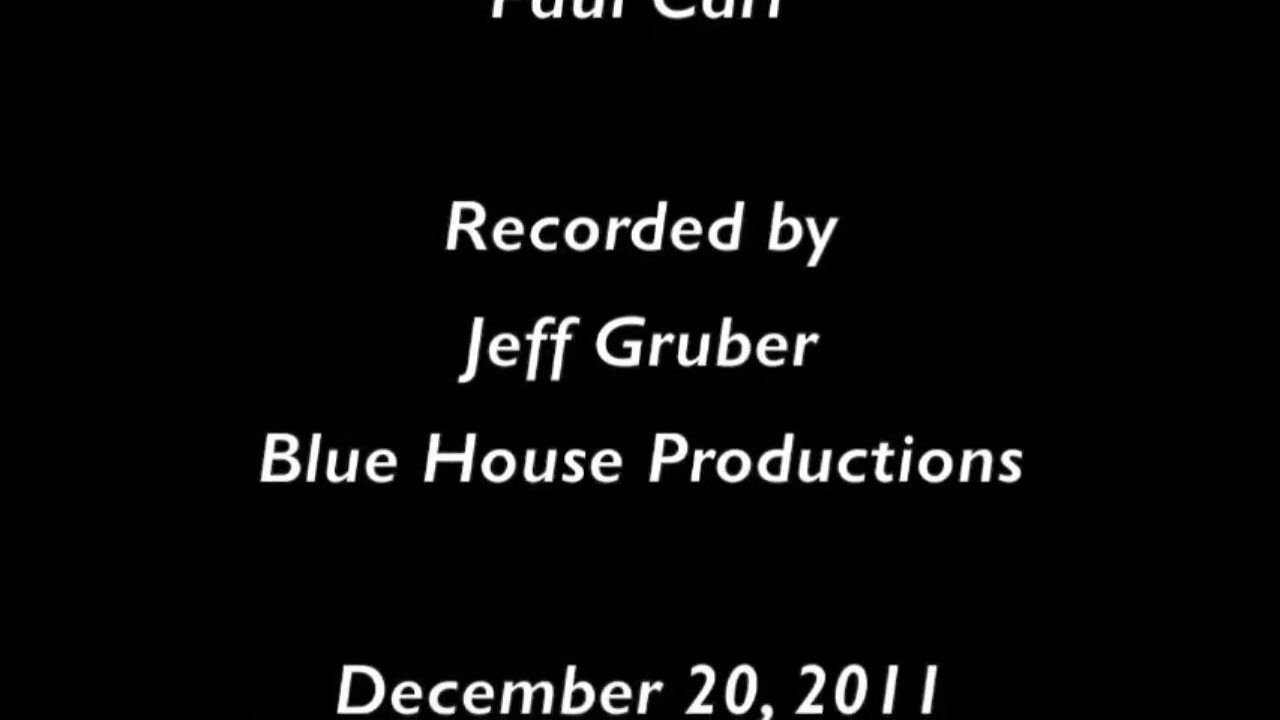 Recorded by
Jeff Gruber
Blue House Productions
December 20, 2011